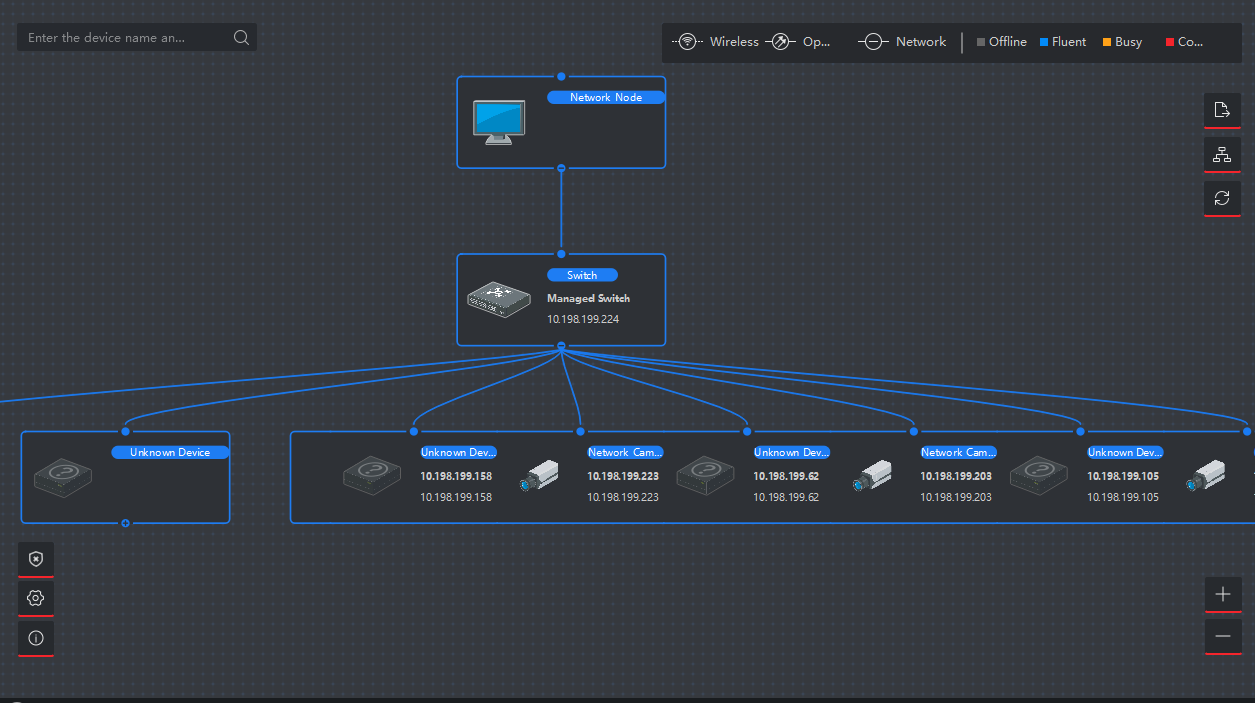 Enter the device name an...
Wireless Op... Network Offline Fluent Busy Co...
Network Node
Switch
Managed Switch
10.198.199.224
Unknown Device
Unknown Dev...
10.198.199.158
10.198.199.158
Network Cam...
10.198.199.223
10.198.199.223
Unknown Dev...
10.198.199.62
10.198.199.62
Network Cam...
10.198.199.203
10.198.199.203
Unknown Dev...
10.198.199.105
10.198.199.105